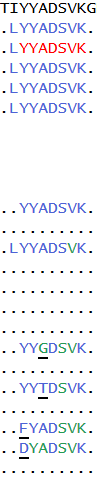 TIYYADSVKG
.LYYADSVK.
.LYYADSVK.
.LYYADSVK.
.LYYADSVK.
.LYYADSVK.
..YYADSVK.
..........
.LYYADSVK.
..........
..........
..........
..........
..YYGDSVK.
..........
..YYTDSVK.
..........
..FYADSVK.
..DYADSVK.
..........